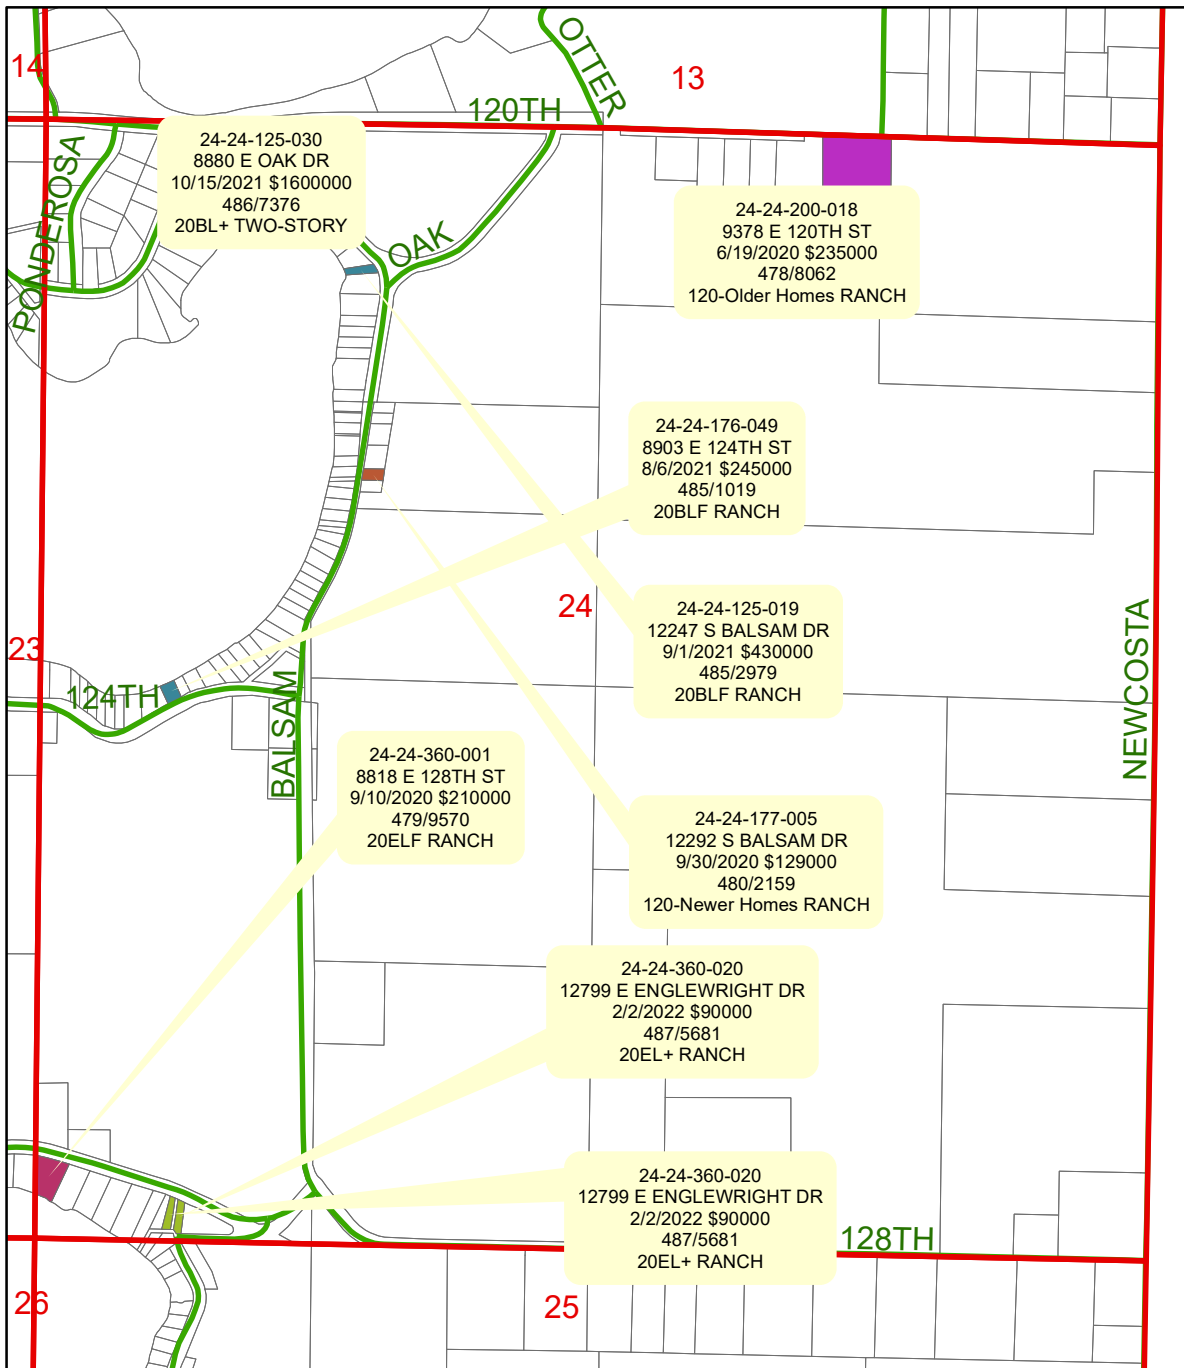 14
OTTER
13
120TH
PONDEROSA
24-24-125-030
8880 E OAK DR
10/15/2021 $1600000
486/7376
20BL+ TWO-STORY
OAK
24-24-200-018
9378 E 120TH ST
6/19/2020 $235000
478/8062
120-Older Homes RANCH
24-24-176-049
8903 E 124TH ST
8/6/2021 $245000
485/1019
20BLF RANCH
24
24-24-125-019
12247 S BALSAM DR
9/1/2021 $430000
485/2979
20BLF RANCH
23
124TH
BALSAM
NEWCOSTA
24-24-360-001
8818 E 128TH ST
9/10/2020 $210000
479/9570
20ELF RANCH
24-24-177-005
12292 S BALSAM DR
9/30/2020 $129000
480/2159
120-Newer Homes RANCH
24-24-360-020
12799 E ENGLEWRIGHT DR
2/2/2022 $90000
487/5681
20EL+ RANCH
24-24-360-020
12799 E ENGLEWRIGHT DR
2/2/2022 $90000
487/5681
20EL+ RANCH
128TH
26
25